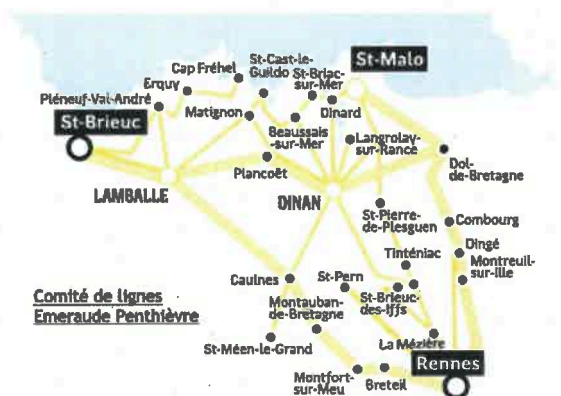 St-Malo
St-Cast-le-
Guildo
St-Briac-
sur-Mer
Cap Fréhel
Erquy
Pléneuf-Val-André
Matignon
Dinard
St-Brieuc
Beaussais
-sur-Mer
Langrolay-
sur-Rance
Plancoët
Dol-
de-Bretagne
LAMBALLE
DINAN
St-Pierre-
de-Plesguen
Combourg
Dingé
Tinténiac
Montreuil-
sur-Ille
Caulnes
St-Pern
St-Brieuc-
des-Iffs
Comité de lignes
Emeraude Penthièvre
Montauban-
de-Bretagne
St-Méen-le-Grand
La Mézière
Rennes
Montfort-
sur-Meu
Breteil